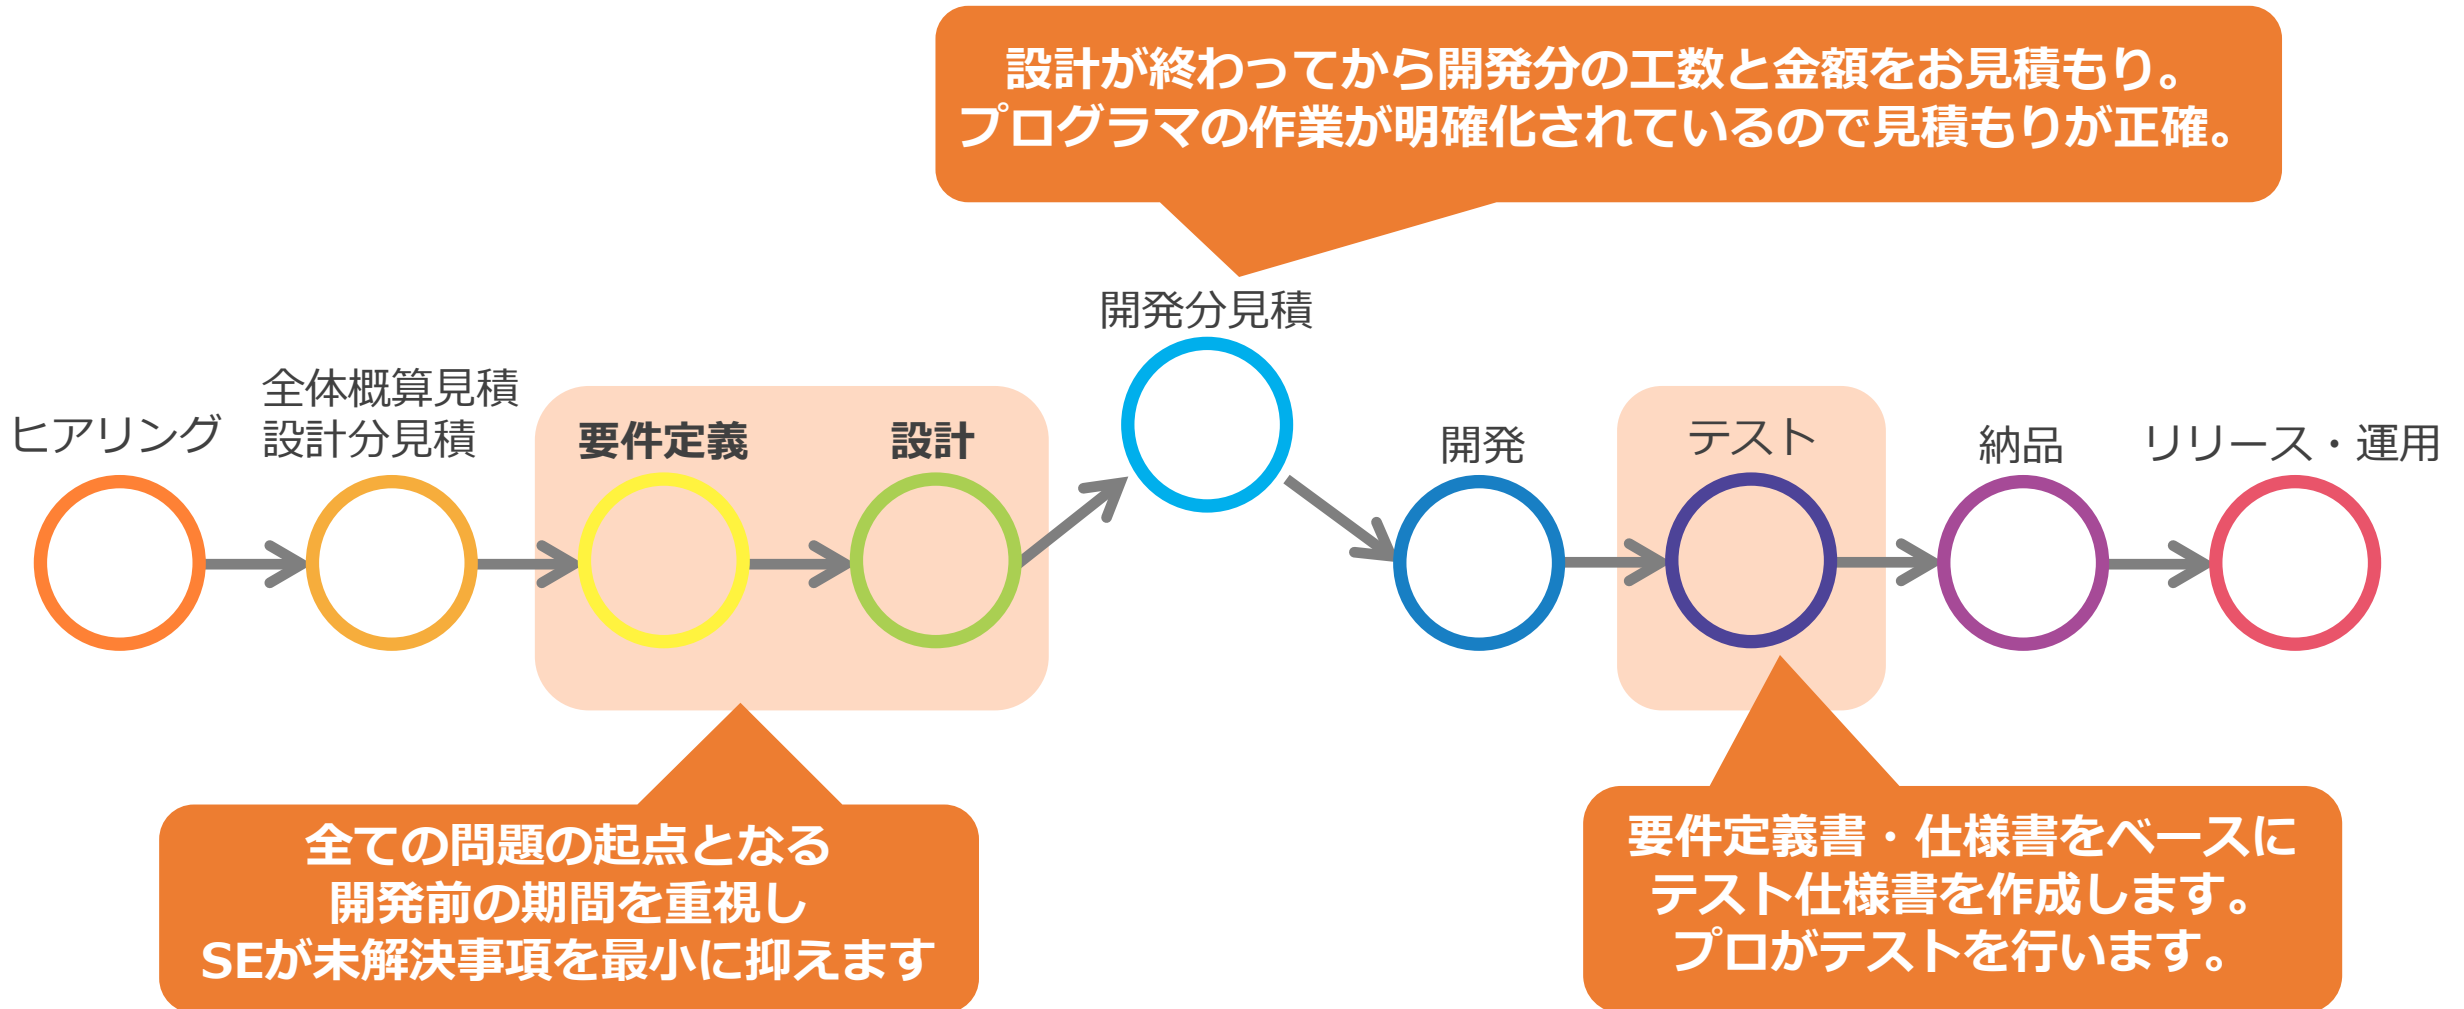 設計が終わってから開発分の工数と金額をお見積もり。
プログラマの作業が明確化されているので見積もりが正確。
ヒアリング
全体概算見積
設計分見積
要件定義
設計
開発分見積
開発
テスト
納品
リリース・運用
全ての問題の起点となる
開発前の期間を重視し
SEが未解決事項を最小に抑えます
要件定義書・仕様書をベースに
テスト仕様書を作成します。
プロがテストを行います。